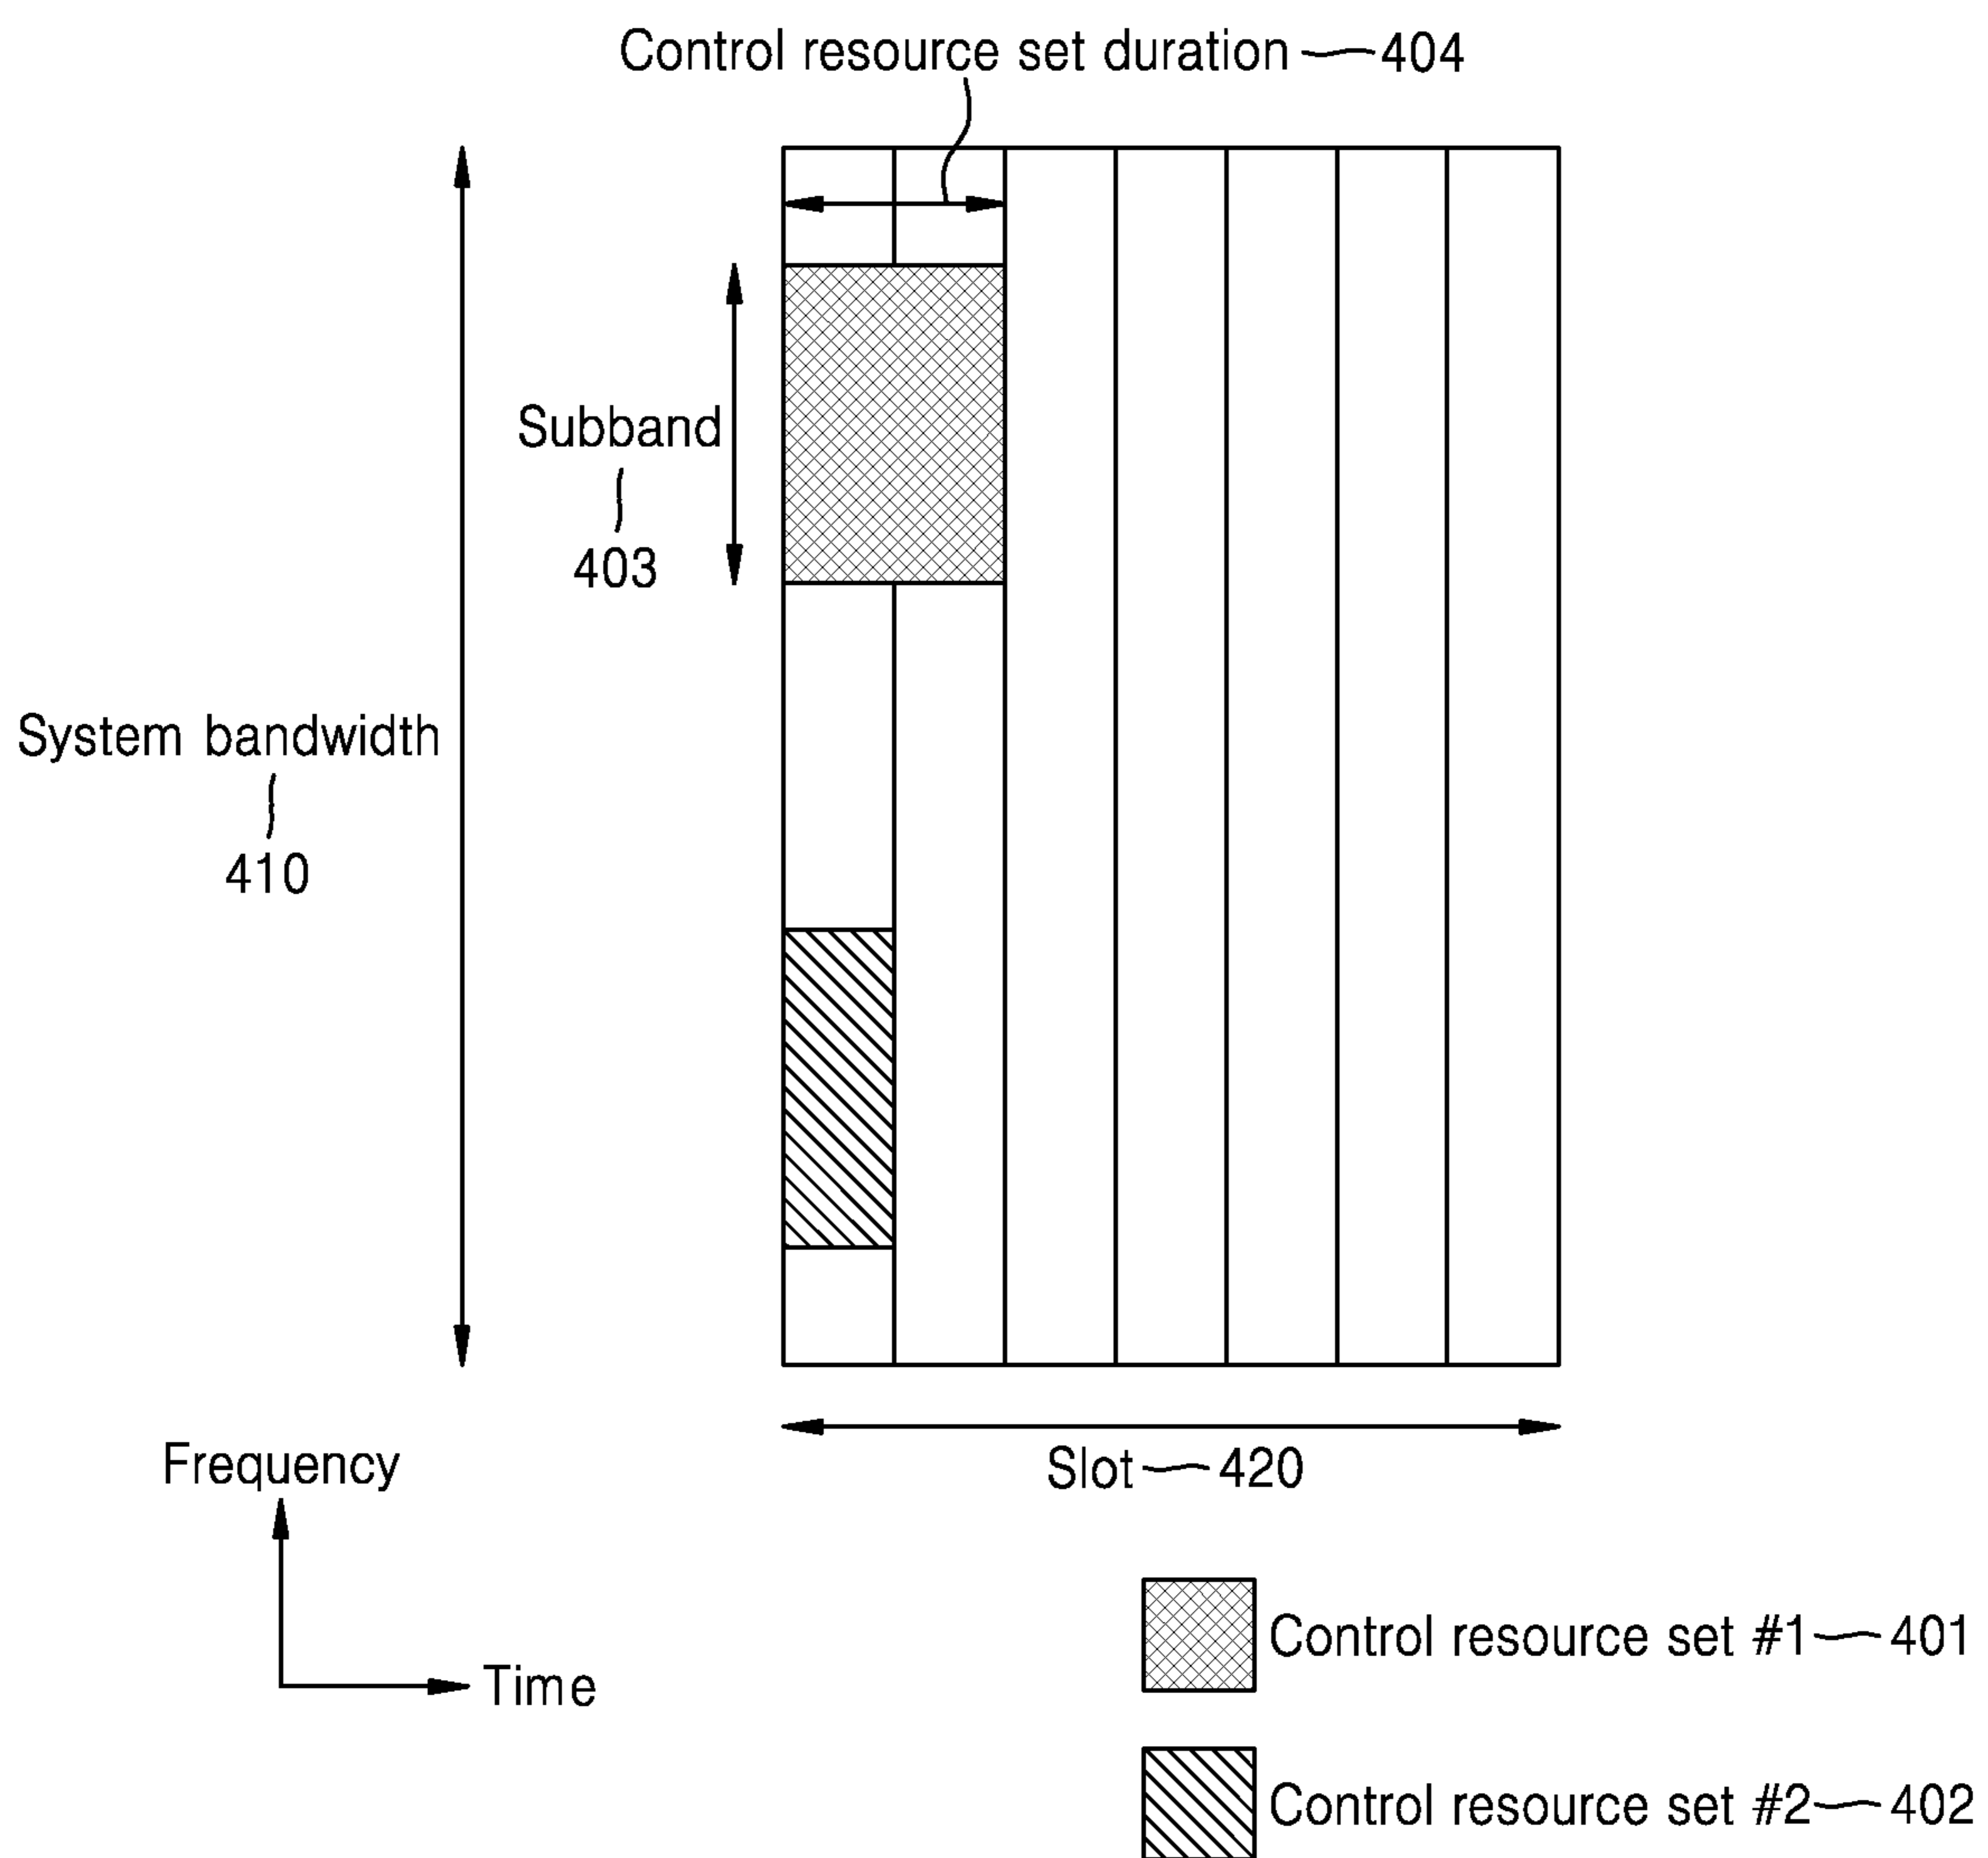 Control resource set duration 404
Subband
403
System bandwidth
410
Slot 420
Frequency
Time
Control resource set #1 401
Control resource set #2 402